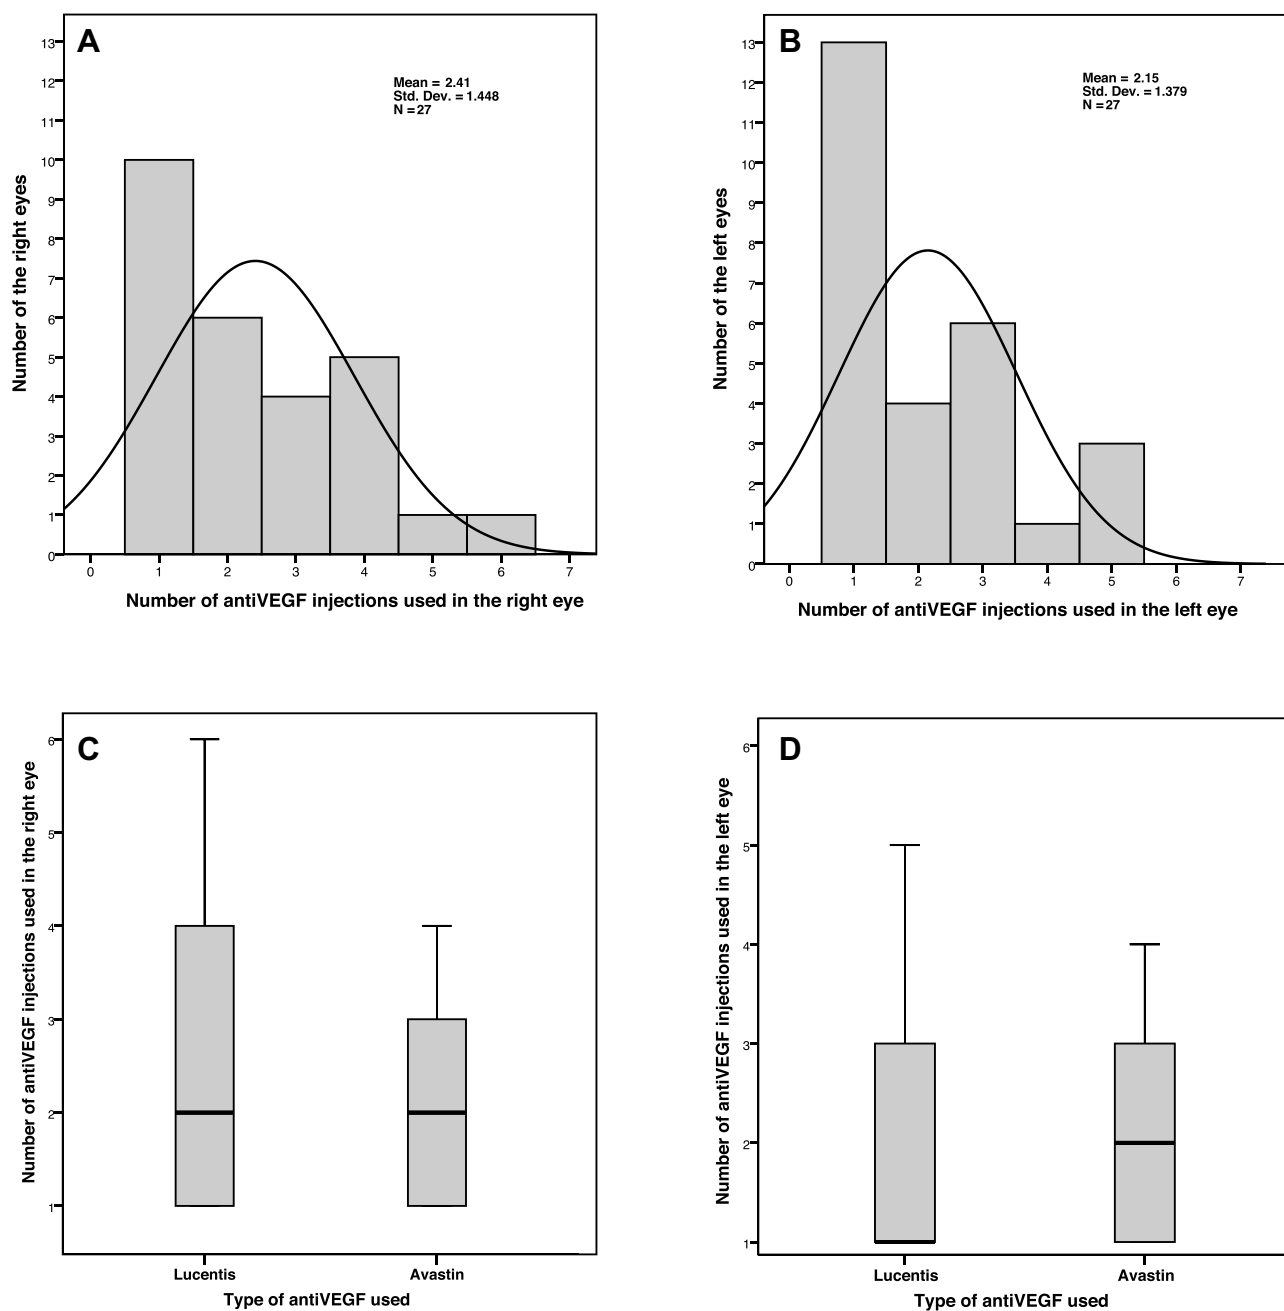 A
Mean = 2.41
Std. Dev. = 1.448
N = 27
Number of the right eyes
13
12
11
10
9
8
7
6
5
4
3
2
1
0
0 1 2 3 4 5 6 7
Number of antiVEGF injections used in the right eye
B
Mean = 2.15
Std. Dev. = 1.379
N = 27
Number of the left eyes
13
12
11
10
9
8
7
6
5
4
3
2
1
0
0 1 2 3 4 5 6 7
Number of antiVEGF injections used in the left eye
C
Number of antiVEGF injections used in the right eye
6
5
4
3
2
1
Lucentis Avastin
Type of antiVEGF used
D
Number of antiVEGF injections used in the left eye
6
5
4
3
2
1
Lucentis Avastin
Type of antiVEGF used